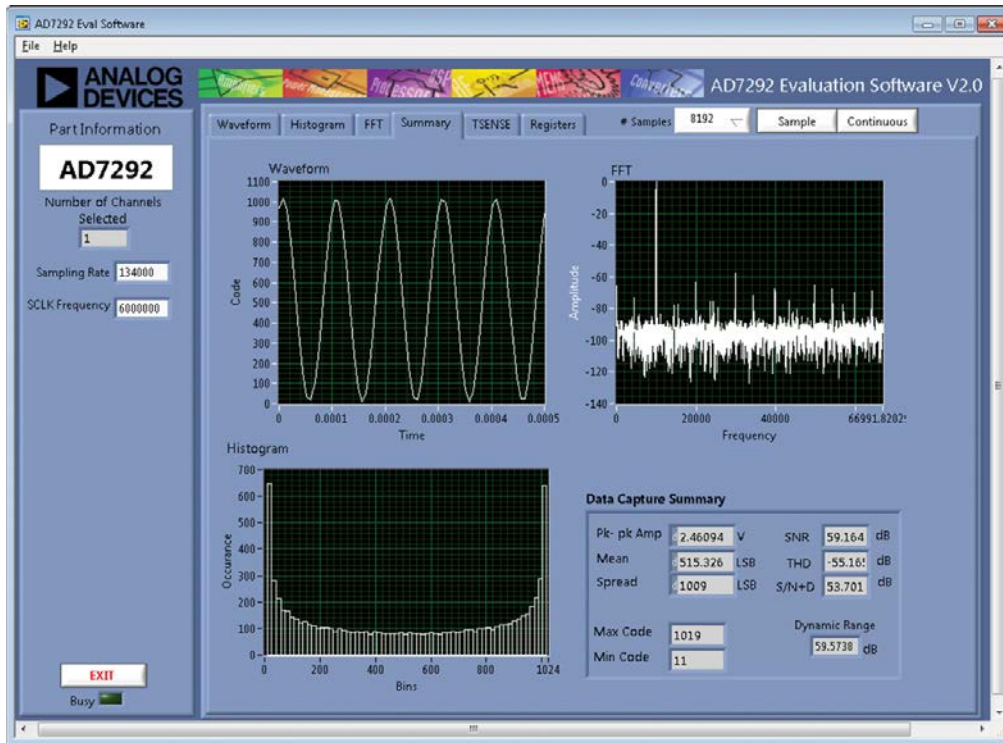 AD7292 Eval Software
File Help
ANALOG
DEVICES
AD7292 Evaluation Software V2.0
Part Information
AD7292
Number of Channels
Selected
1
Sampling Rate 134000
SCLK Frequency 6000000
EXIT
Busy
Waveform Histogram FFT Summary TSENSE Registers
# Samples 8192 Sample Continuous
Waveform
1100
1000
900
800
700
600
500
400
300
200
100
0
Code
0 0.0001 0.0002 0.0003 0.0004 0.0005
Time
FFT
0
-20
-40
-60
-80
-100
-120
-140
Amplitude
0 20000 40000
Frequency
Histogram
700
600
500
400
300
200
100
0
Occurance
0 200 400 600 800 1024
Bins
Data Capture Summary
Pk- pk Amp 2.46094 V
Mean 515.326 LSB
Spread 1009 LSB
Max Code 1019
Min Code 11
SNR 59.164 dB
THD dB
S/N+D 53.701 dB
Dynamic Range
59.5738 dB